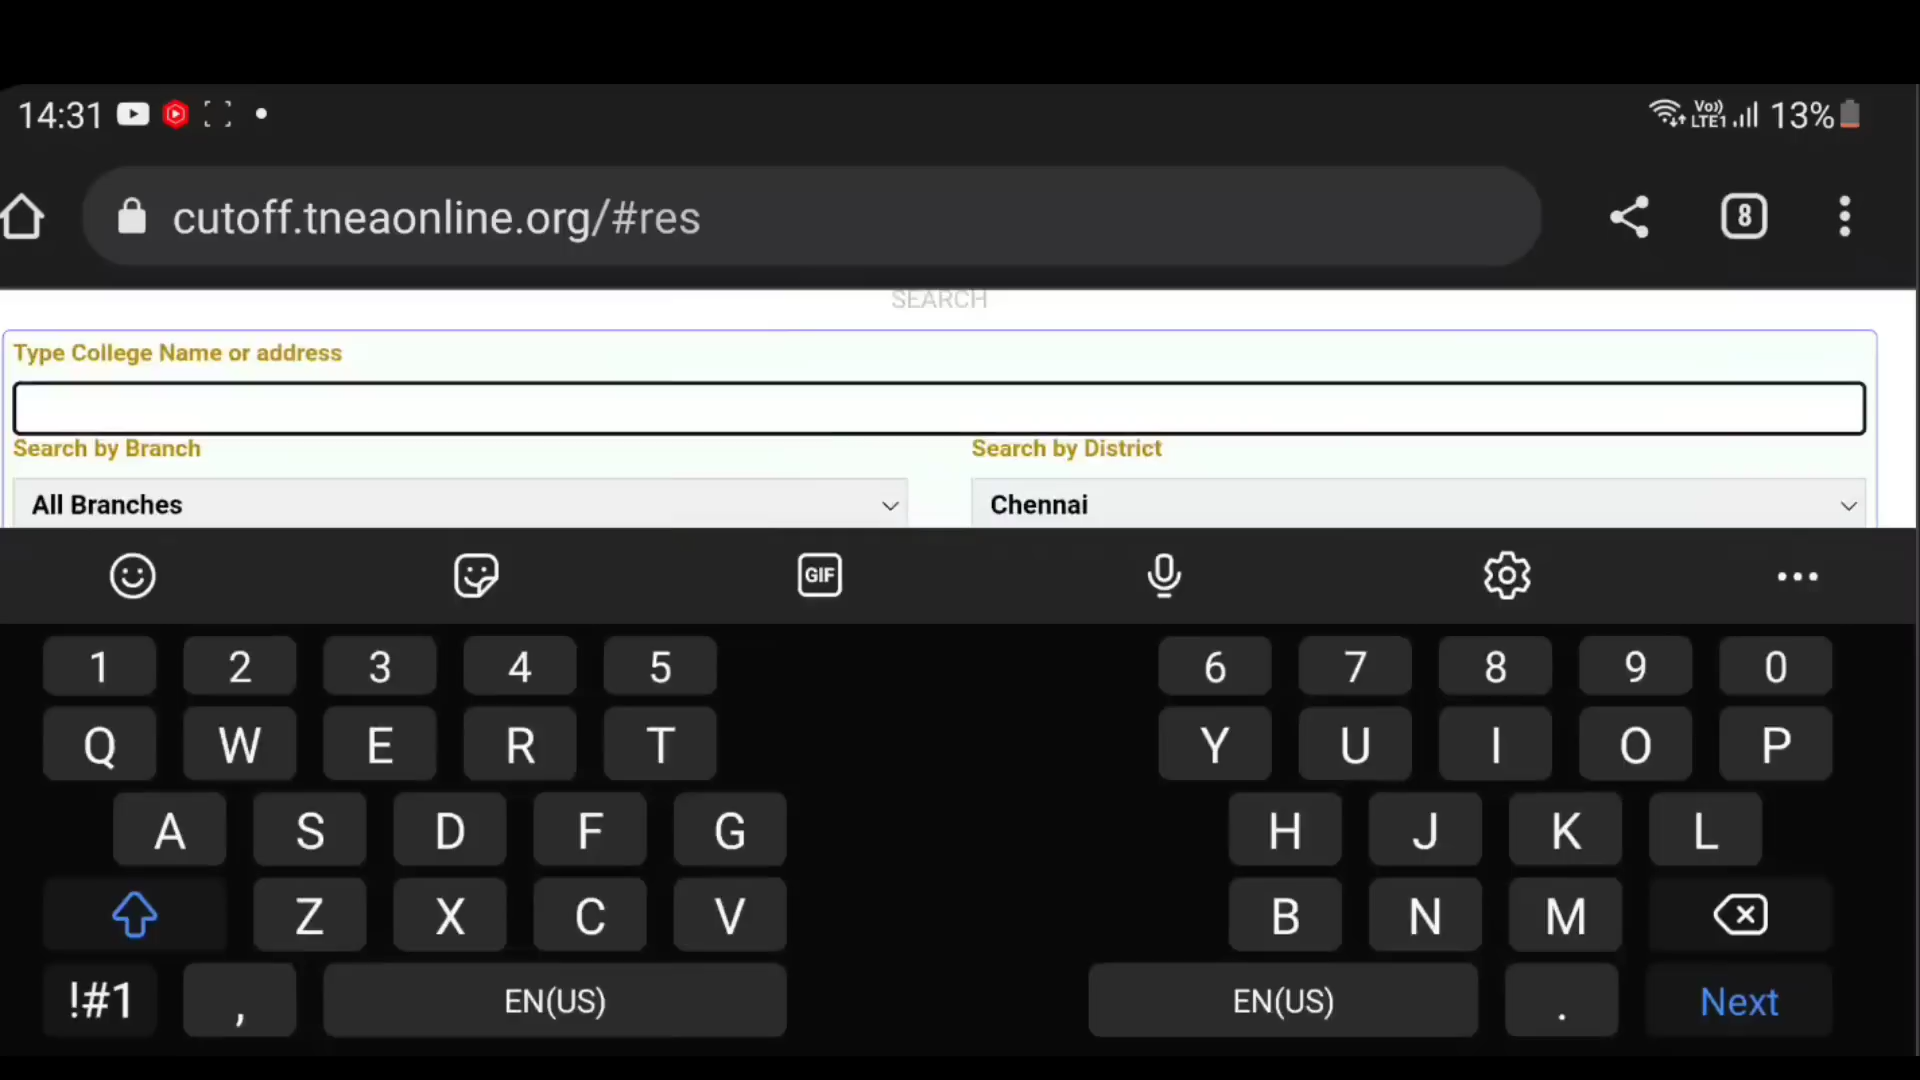 14:31 Vo)) LTE1 13%
cutoff.tneaonline.org/#res 8
SEARCH
Type College Name or address
Search by Branch Search by District
All Branches Chennai
GIF
1 2 3 4 5 6 7 8 9 0
Q W E R T Y U I O P
A S D F G H J K L
Z X C V B N M
!#1 , EN(US) EN(US) . Next